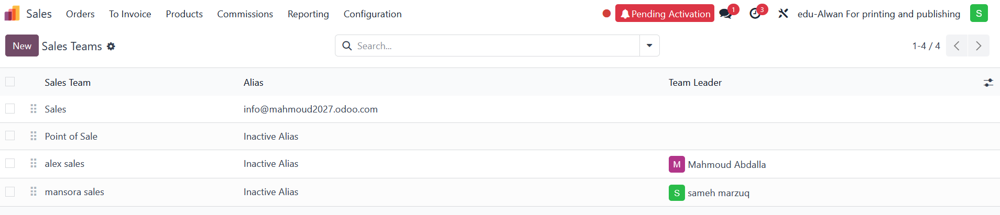 Sales Orders To Invoice Products Commissions Reporting Configuration Pending Activation 1 3 edu-Alwan For printing and publishing S
New Sales Teams Search... 1-4 / 4
Sales Team Alias Team Leader
Sales info@mahmoud2027.odoo.com
Point of Sale Inactive Alias
alex sales Inactive Alias M Mahmoud Abdalla
mansora sales Inactive Alias S sameh marzuq